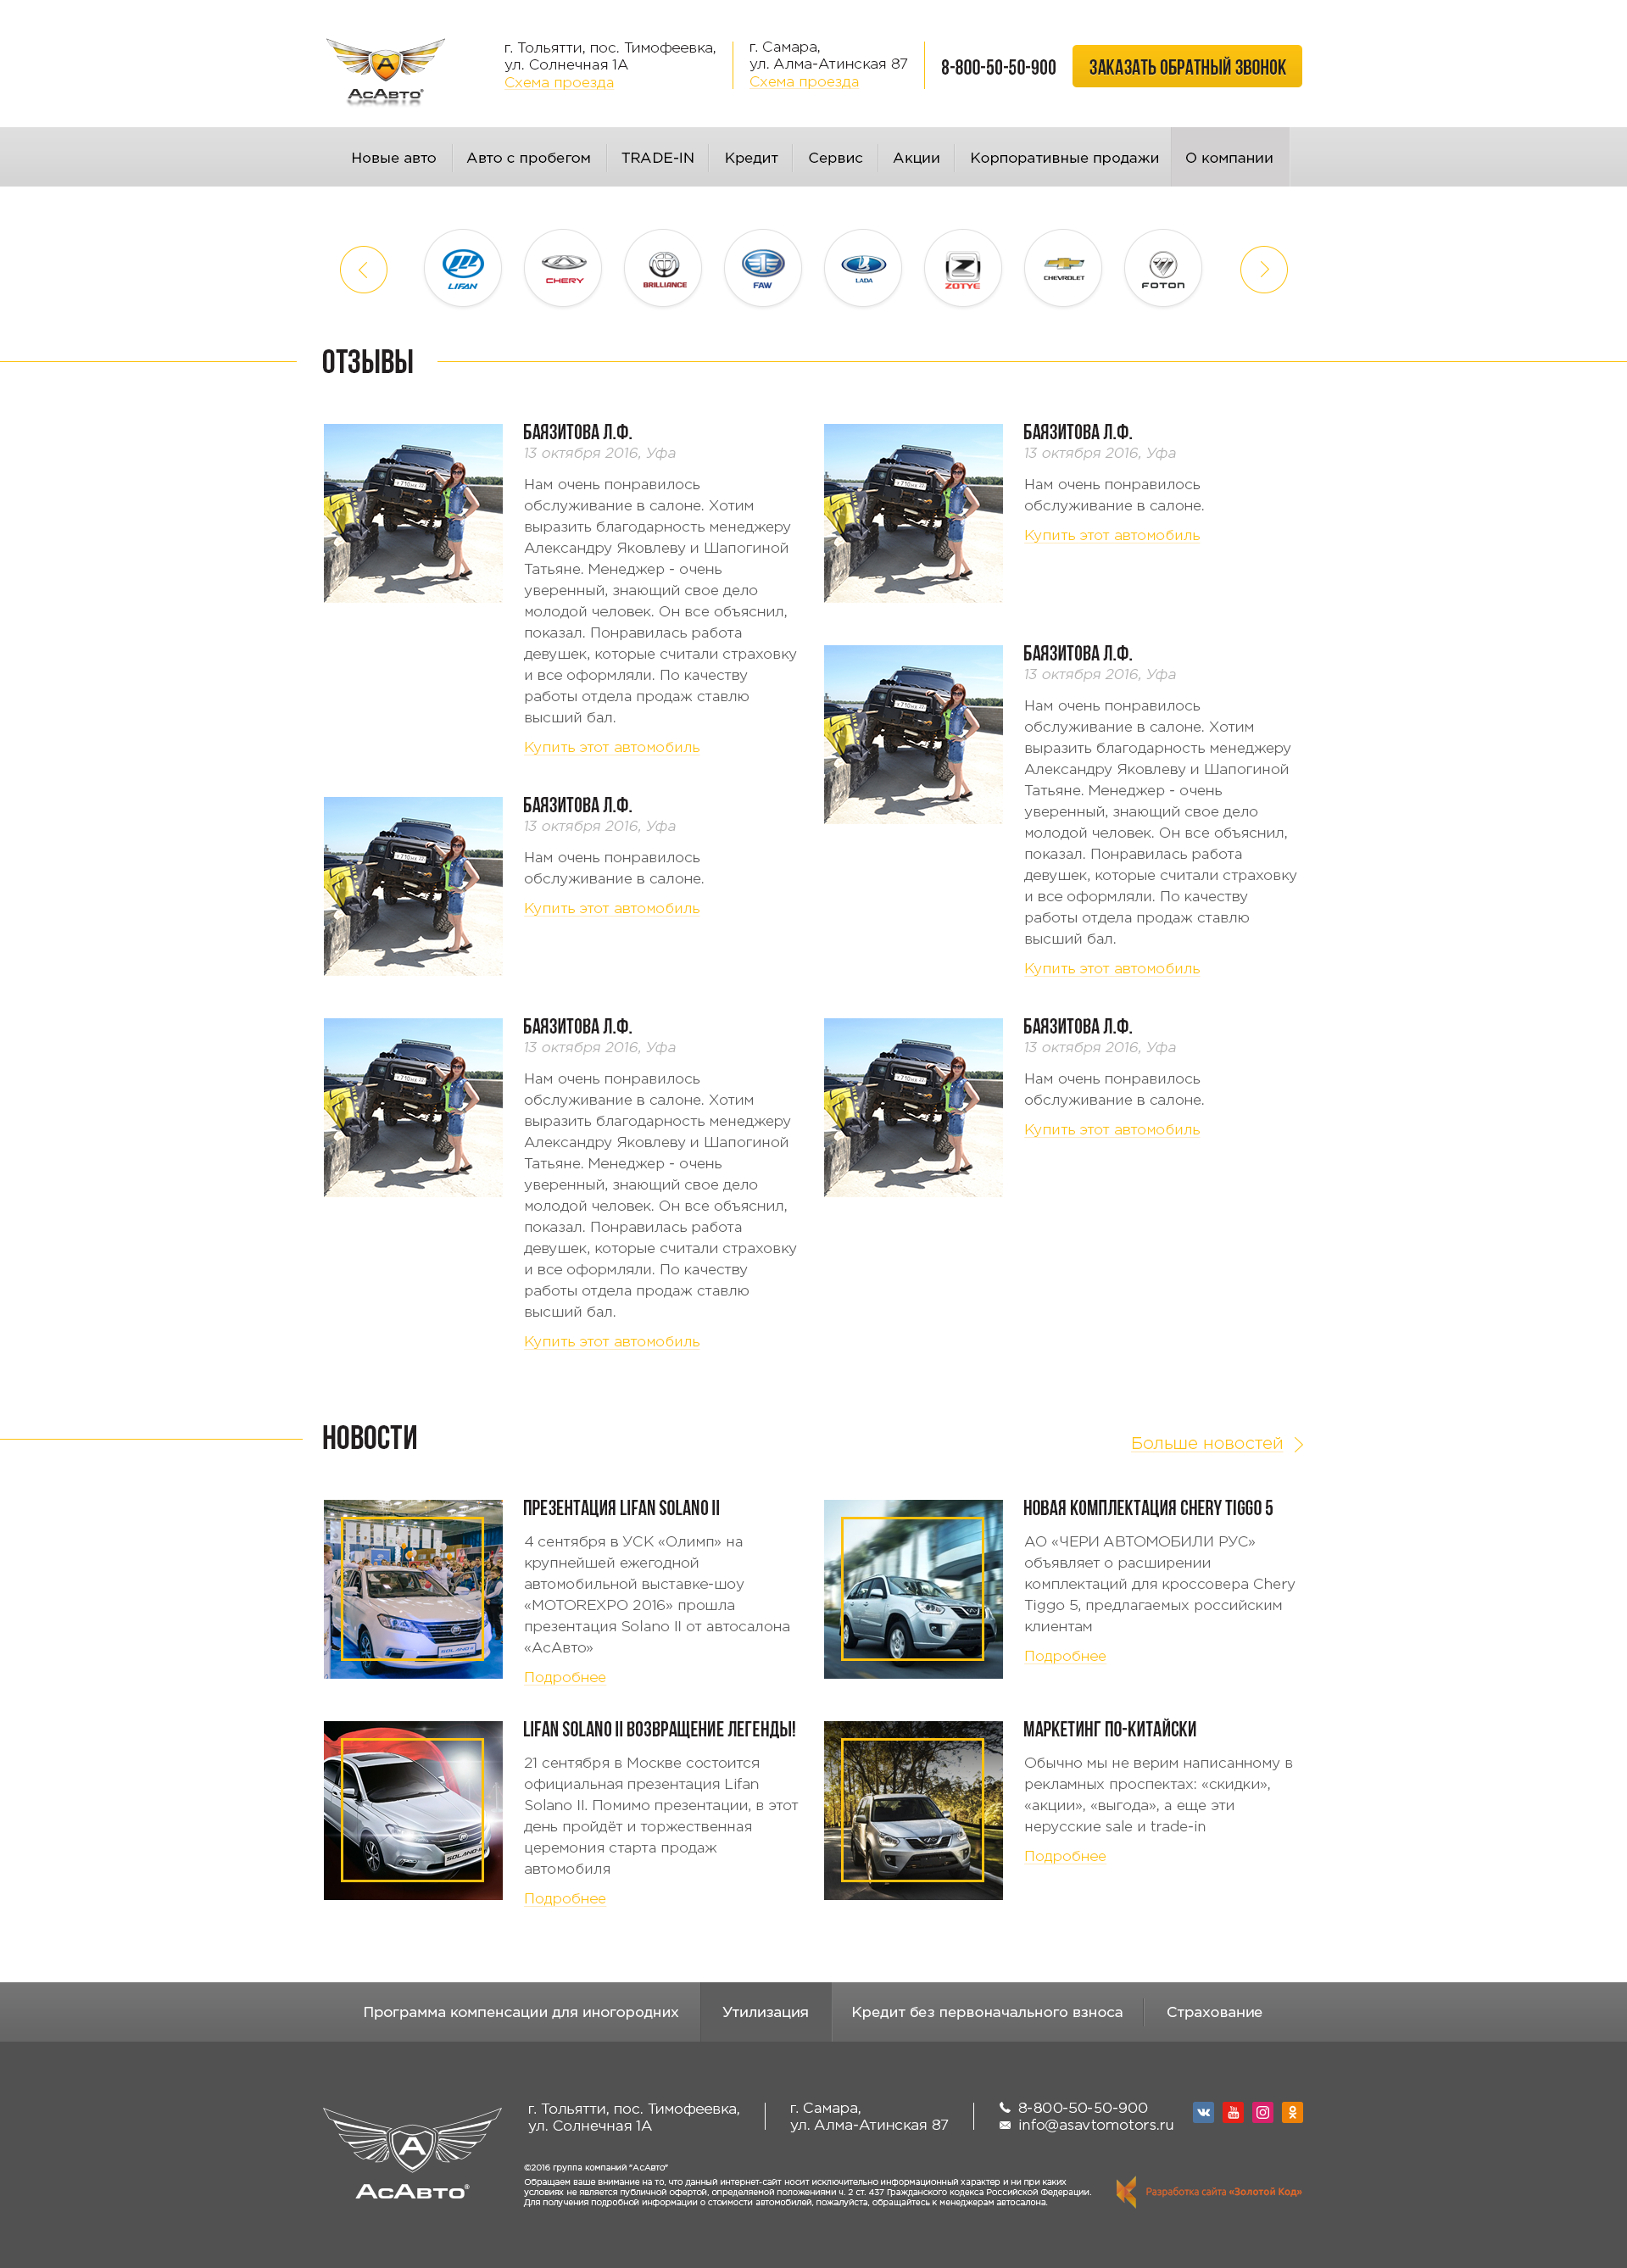 АсАвто
г. Тольятти, пос. Тимофеевка,
ул. Солнечная 1А
Схема проезда
г. Самара,
ул. Алма-Атинская 87
Схема проезда
8-800-50-50-900
ЗАКАЗАТЬ ОБРАТНЫЙ ЗВОНОК
Новые авто
Авто с пробегом
TRADE-IN
Кредит
Сервис
Акции
Корпоративные продажи
О компании
LIFAN
CHERY
BRILLIANCE
FAW
LADA
ZOTYE
CHEVROLET
FOTON
ОТЗЫВЫ
БАЯЗИТОВА Л.Ф.
13 октября 2016, Уфа
Нам очень понравилось
обслуживание в салоне. Хотим
выразить благодарность менеджеру
Александру Яковлеву и Шапогиной
Татьяне. Менеджер - очень
уверенный, знающий свое дело
молодой человек. Он все объяснил,
показал. Понравилась работа
девушек, которые считали страховку
и все оформляли. По качеству
работы отдела продаж ставлю
высший бал.
Купить этот автомобиль
БАЯЗИТОВА Л.Ф.
13 октября 2016, Уфа
Нам очень понравилось
обслуживание в салоне.
Купить этот автомобиль
БАЯЗИТОВА Л.Ф.
13 октября 2016, Уфа
Нам очень понравилось
обслуживание в салоне. Хотим
выразить благодарность менеджеру
Александру Яковлеву и Шапогиной
Татьяне. Менеджер - очень
уверенный, знающий свое дело
молодой человек. Он все объяснил,
показал. Понравилась работа
девушек, которые считали страховку
и все оформляли. По качеству
работы отдела продаж ставлю
высший бал.
Купить этот автомобиль
БАЯЗИТОВА Л.Ф.
13 октября 2016, Уфа
Нам очень понравилось
обслуживание в салоне.
Купить этот автомобиль
БАЯЗИТОВА Л.Ф.
13 октября 2016, Уфа
Нам очень понравилось
обслуживание в салоне. Хотим
выразить благодарность менеджеру
Александру Яковлеву и Шапогиной
Татьяне. Менеджер - очень
уверенный, знающий свое дело
молодой человек. Он все объяснил,
показал. Понравилась работа
девушек, которые считали страховку
и все оформляли. По качеству
работы отдела продаж ставлю
высший бал.
Купить этот автомобиль
БАЯЗИТОВА Л.Ф.
13 октября 2016, Уфа
Нам очень понравилось
обслуживание в салоне.
Купить этот автомобиль
НОВОСТИ
Больше новостей
ПРЕЗЕНТАЦИЯ LIFAN SOLANO II
4 сентября в УСК «Олимп» на
крупнейшей ежегодной
автомобильной выставке-шоу
«MOTOREXPO 2016» прошла
презентация Solano II от автосалона
«АсАвто»
Подробнее
SOLANO II
НОВАЯ КОМПЛЕКТАЦИЯ CHERY TIGGO 5
АО «ЧЕРИ АВТОМОБИЛИ РУС»
объявляет о расширении
комплектаций для кроссовера Chery
Tiggo 5, предлагаемых российским
клиентам
Подробнее
LIFAN SOLANO II ВОЗВРАЩЕНИЕ ЛЕГЕНДЫ!
21 сентября в Москве состоится
официальная презентация Lifan
Solano II. Помимо презентации, в этот
день пройдёт и торжественная
церемония старта продаж
автомобиля
Подробнее
SOLANO II
МАРКЕТИНГ ПО-КИТАЙСКИ
Обычно мы не верим написанному в
рекламных проспектах: «скидки»,
«акции», «выгода», а еще эти
нерусские sale и trade-in
Подробнее
Программа компенсации для иногородних
Утилизация
Кредит без первоначального взноса
Страхование
АсАвто
г. Тольятти, пос. Тимофеевка,
ул. Солнечная 1А
г. Самара,
ул. Алма-Атинская 87
8-800-50-50-900
info@asavtomotors.ru
©2016 группа компаний "АсАвто"
Обращаем ваше внимание на то, что данный интернет-сайт носит исключительно информационный характер и ни при каких
условиях не является публичной офертой, определяемой положениями ч. 2 ст. 437 Гражданского кодекса Российской Федерации.
Для получения подробной информации о стоимости автомобилей, пожалуйста, обращайтесь к менеджерам автосалона.
Разработка сайта «Золотой Код»